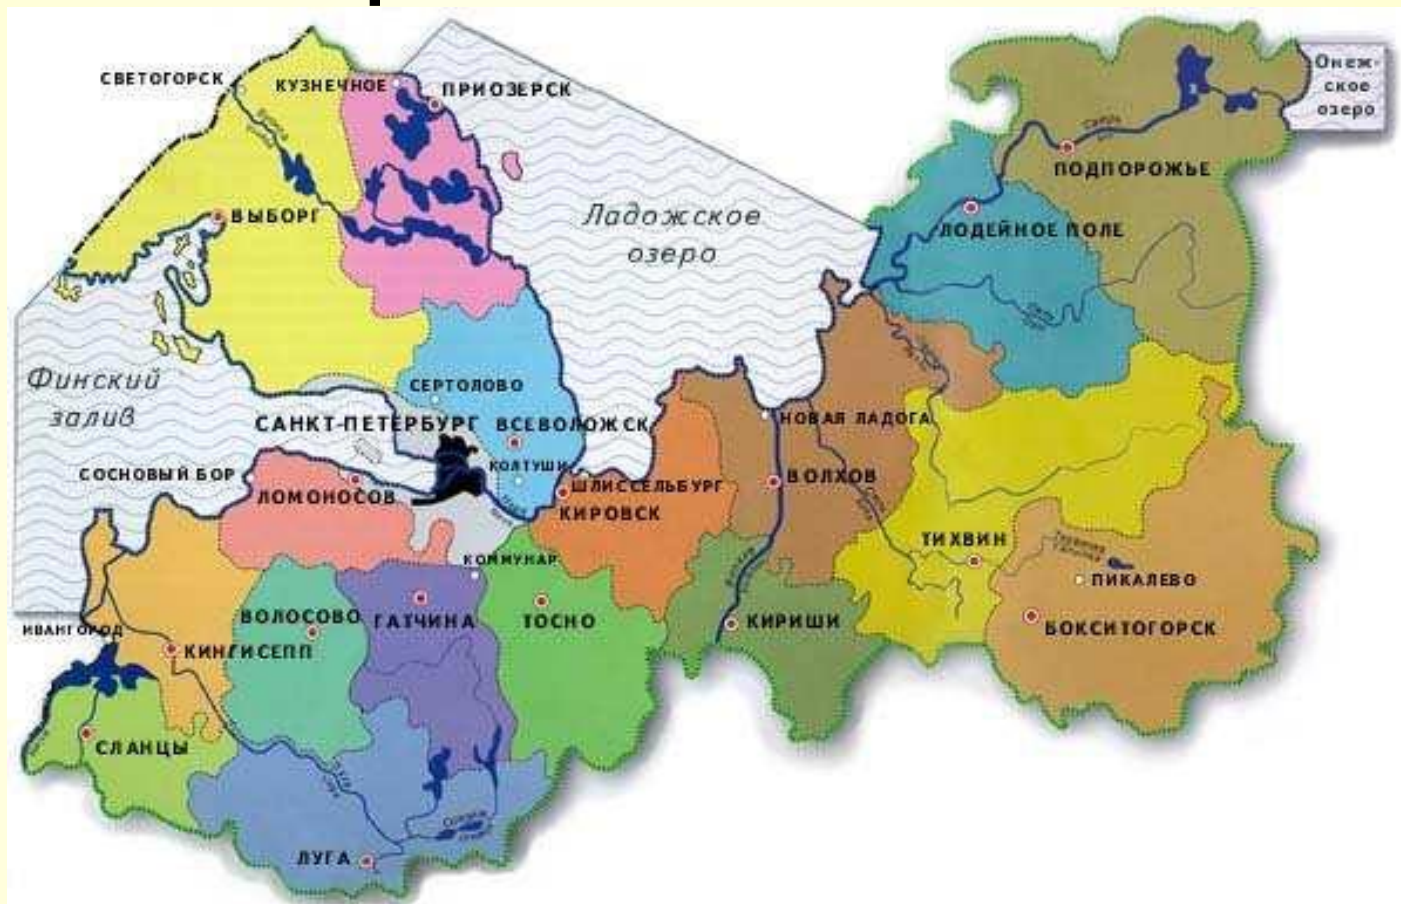 СВЕТОГОРСК
КУЗНЕЧНОЕ
ПРИОЗЕРСК
Онеж-
ское
озеро
Свирь
ПОДПОРОЖЬЕ
ВЫБОРГ
Ладожское
озеро
ЛОДЕЙНОЕ ПОЛЕ
Финский
залив
СЕРТОЛОВО
САНКТ-ПЕТЕРБУРГ
ВСЕВОЛОЖСК
НОВАЯ ЛАДОГА
КОЛТУШИ
СОСНОВЫЙ БОР
ЛОМОНОСОВ
ШЛИССЕЛЬБУРГ
ВОЛХОВ
КИРОВСК
ТИХВИН
КОММУНАР
ПИКАЛЕВО
ИВАНГОРОД
ВОЛОСОВО
ГАТЧИНА
ТОСНО
КИРИШИ
БОКСИТОГОРСК
КИНГИСЕПП
СЛАНЦЫ
ЛУГА